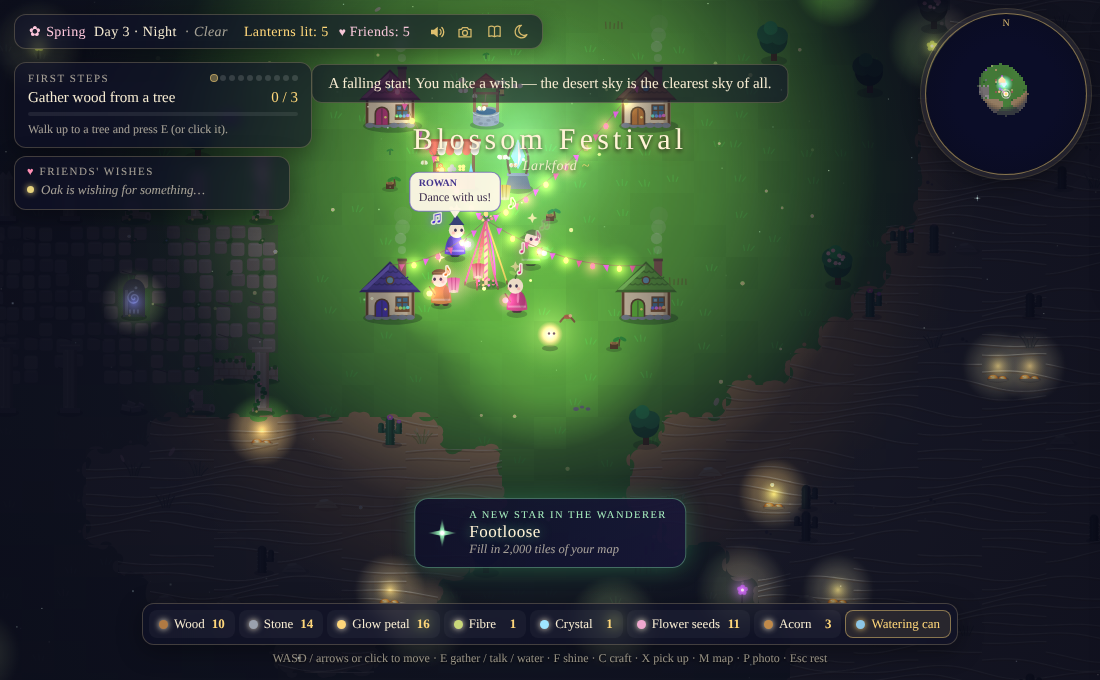 ✿ Spring Day 3 · Night · Clear Lanterns lit: 5 ♥ Friends: 5
N
FIRST STEPS
Gather wood from a tree 0 / 3
Walk up to a tree and press E (or click it).
A falling star! You make a wish — the desert sky is the clearest sky of all.
Blossom Festival
Larkford ~
♥ FRIENDS' WISHES
Oak is wishing for something…
ROWAN
Dance with us!
A NEW STAR IN THE WANDERER
Footloose
Fill in 2,000 tiles of your map
Wood 10 Stone 14 Glow petal 16 Fibre 1 Crystal 1 Flower seeds 11 Acorn 3 Watering can
WASD / arrows or click to move · E gather / talk / water · F shine · C craft · X pick up · M map · P photo · Esc rest